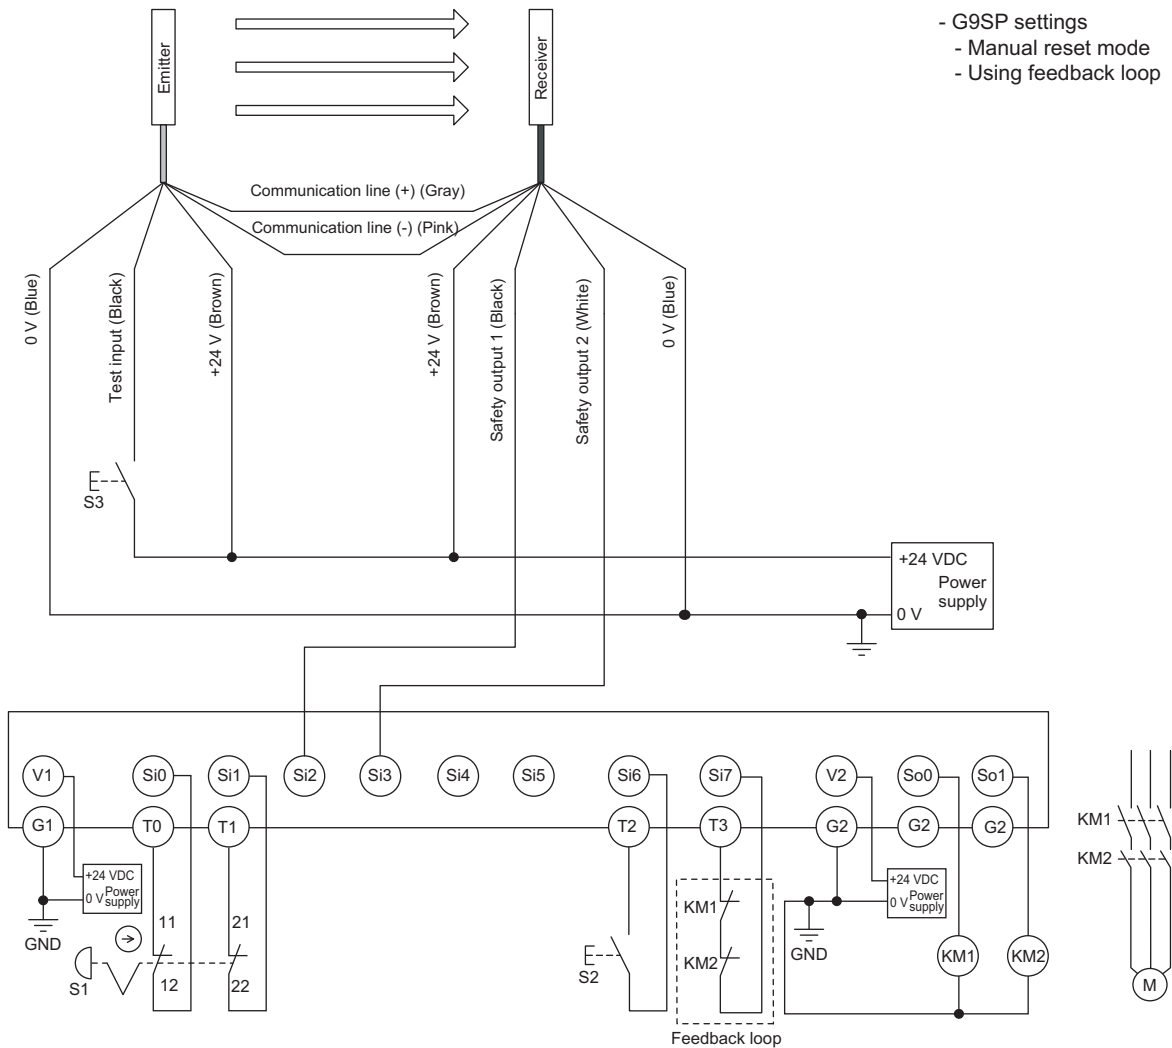 - G9SP settings
- Manual reset mode
- Using feedback loop
Emitter
Receiver
Communication line (+) (Gray)
Communication line (-) (Pink)
0 V (Blue)
Test input (Black)
+24 V (Brown)
+24 V (Brown)
Safety output 1 (Black)
Safety output 2 (White)
0 V (Blue)
S3
+24 VDC
Power
supply
0 V
V1
Si0
Si1
Si2
Si3
Si4
Si5
Si6
Si7
V2
So0
So1
G1
T0
T1
T2
T3
G2
G2
G2
KM1
KM2
M
+24 VDC
0 V
Power
supply
GND
11
12
21
22
S1
S2
KM1
KM2
Feedback loop
+24 VDC
0 V
Power
supply
GND
KM1
KM2